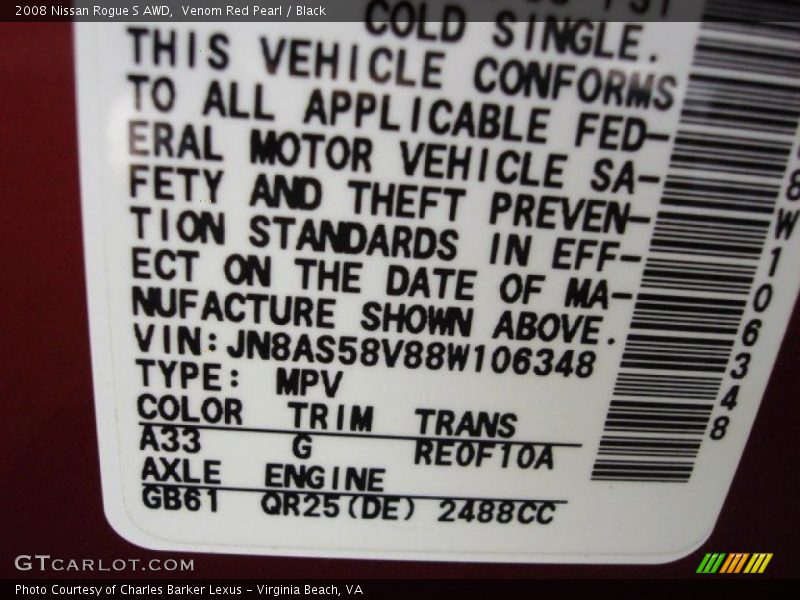 2008 Nissan Rogue S AWD, Venom Red Pearl / Black
COLD SINGLE.
THIS VEHICLE CONFORMS
TO ALL APPLICABLE FED-
ERAL MOTOR VEHICLE SA-
FETY AND THEFT PREVEN-
TION STANDARDS IN EFF-
ECT ON THE DATE OF MA-
NUFACTURE SHOWN ABOVE.
VIN:JN8AS58V88W106348
TYPE: MPV
COLOR TRIM TRANS
A33 G RE0F10A
AXLE ENGINE
GB61 QR25(DE) 2488CC
8W106348
GTCARLOT.COM
Photo Courtesy of Charles Barker Lexus - Virginia Beach, VA